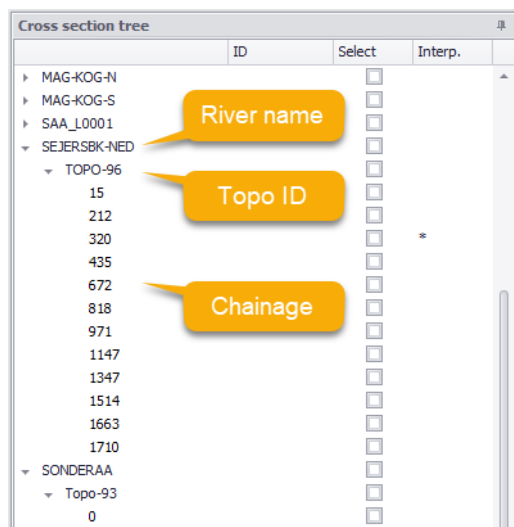 Cross section tree
ID Select Interp.
MAG-KOG-N
MAG-KOG-S
SAA_L0001
River name
SEJERSBK-NED
TOPO-96
15
Topo ID
212
320 *
435
672
Chainage
818
971
1147
1347
1514
1663
1710
SONDERAA
Topo-93
0